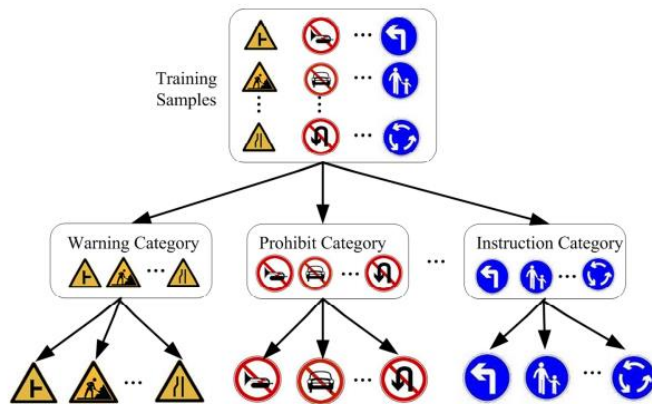 Training
Samples
Warning Category
Prohibit Category
Instruction Category